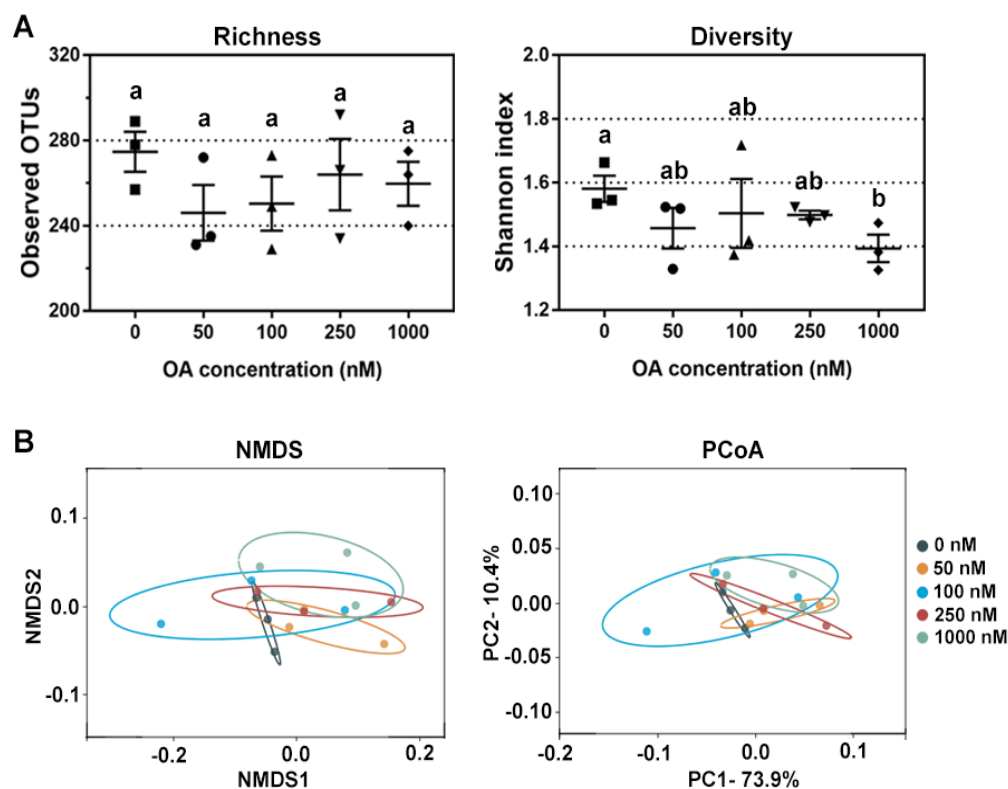 A
Richness
Observed OTUs
320
280
240
200
a
a
a
a
a
0
50
100
250
1000
OA concentration (nM)
Diversity
Shannon index
2.0
1.8
1.6
1.4
1.2
a
ab
ab
ab
b
0
50
100
250
1000
OA concentration (nM)
B
NMDS
NMDS2
0.1
0.0
-0.1
-0.2
0.0
0.2
NMDS1
PCoA
PC2- 10.4%
0.10
0.05
0.00
-0.05
-0.10
-0.2
-0.1
0.0
0.1
PC1- 73.9%
0 nM
50 nM
100 nM
250 nM
1000 nM